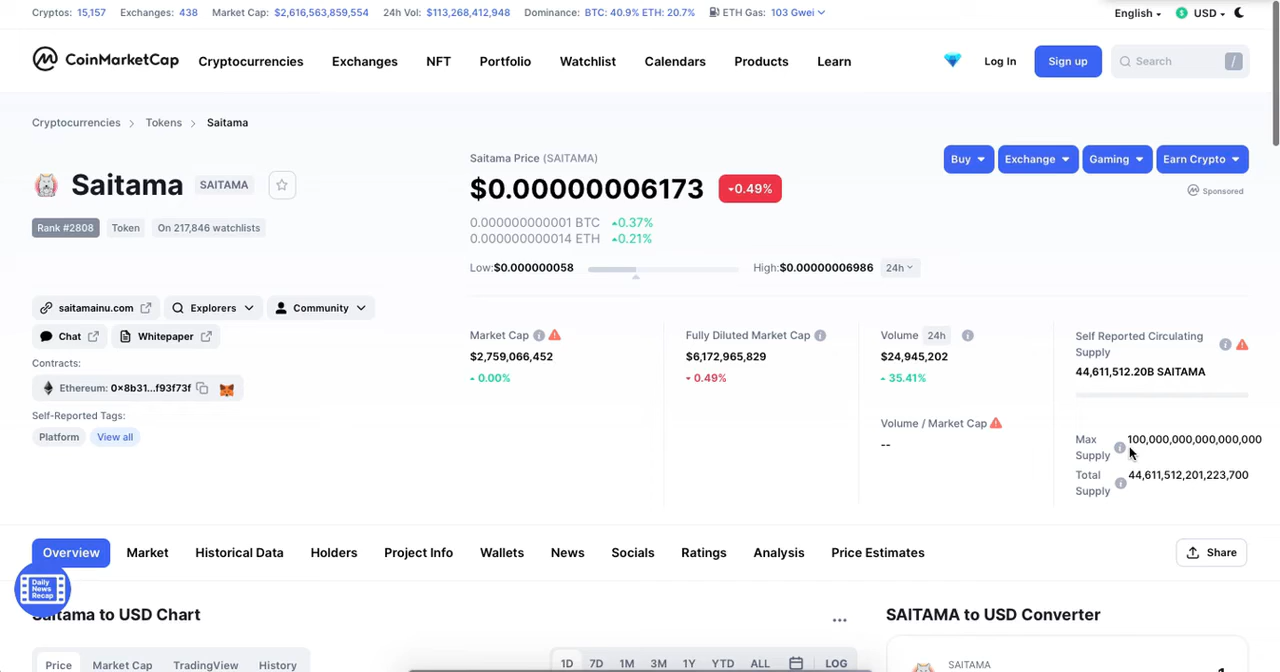 Cryptos: 15,157 Exchanges: 438 Market Cap: $2,616,563,859,554 24h Vol: $113,268,412,948 Dominance: BTC: 40.9% ETH: 20.7% ETH Gas: 103 Gwei English USD
CoinMarketCap Cryptocurrencies Exchanges NFT Portfolio Watchlist Calendars Products Learn Log In Sign up Search /
Cryptocurrencies Tokens Saitama
Saitama Price (SAITAMA)
Buy Exchange Gaming Earn Crypto
Saitama SAITAMA
$0.00000006173 0.49%
Sponsored
0.000000000001 BTC 0.37%
Rank #2808 Token On 217,846 watchlists
0.000000000014 ETH 0.21%
Low:$0.000000058 High:$0.00000006986 24h
saitamainu.com Explorers Community
Chat Whitepaper
Contracts:
Ethereum: 0x8b31...f93f73f
Self-Reported Tags:
Platform View all
Market Cap
$2,759,066,452
0.00%
Fully Diluted Market Cap
$6,172,965,829
0.49%
Volume 24h
$24,945,202
35.41%
Volume / Market Cap
--
Self Reported Circulating
Supply
44,611,512.20B SAITAMA
Max 100,000,000,000,000,000
Supply
Total 44,611,512,201,223,700
Supply
Overview Market Historical Data Holders Project Info Wallets News Socials Ratings Analysis Price Estimates Share
Daily
News
Recap
Saitama to USD Chart
SAITAMA to USD Converter
Price Market Cap TradingView History 1D 7D 1M 3M 1Y YTD ALL LOG
SAITAMA
1